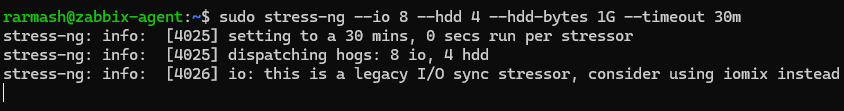 rarmash@zabbix-agent:~$ sudo stress-ng --io 8 --hdd 4 --hdd-bytes 1G --timeout 30m
stress-ng: info:  [4025] setting to a 30 mins, 0 secs run per stressor
stress-ng: info:  [4025] dispatching hogs: 8 io, 4 hdd
stress-ng: info:  [4026] io: this is a legacy I/O sync stressor, consider using iomix instead